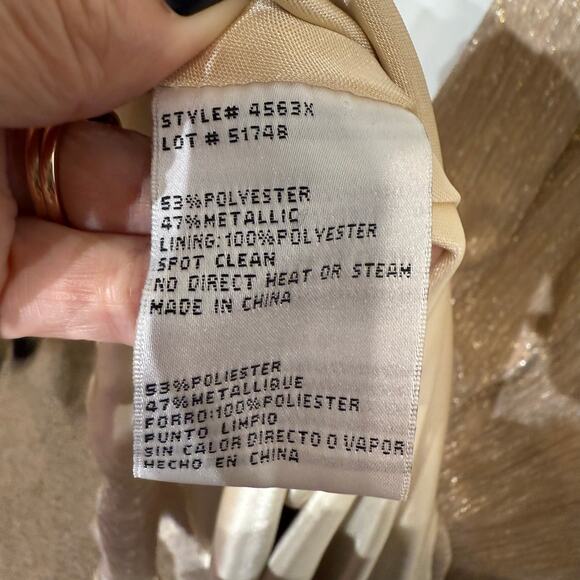 STYLE# 4563X
LOT # 51748
53%POLYESTER
47%METALLIC
LINING:100%POLYESTER
SPOT CLEAN
NO DIRECT HEAT OR STEAM
MADE IN CHINA
53%POLIESTER
47%METALLIQUE
FORRO:100%POLIESTER
PUNTO LIMPIO
SIN CALOR DIRECTO O VAPOR
HECHO EN CHINA